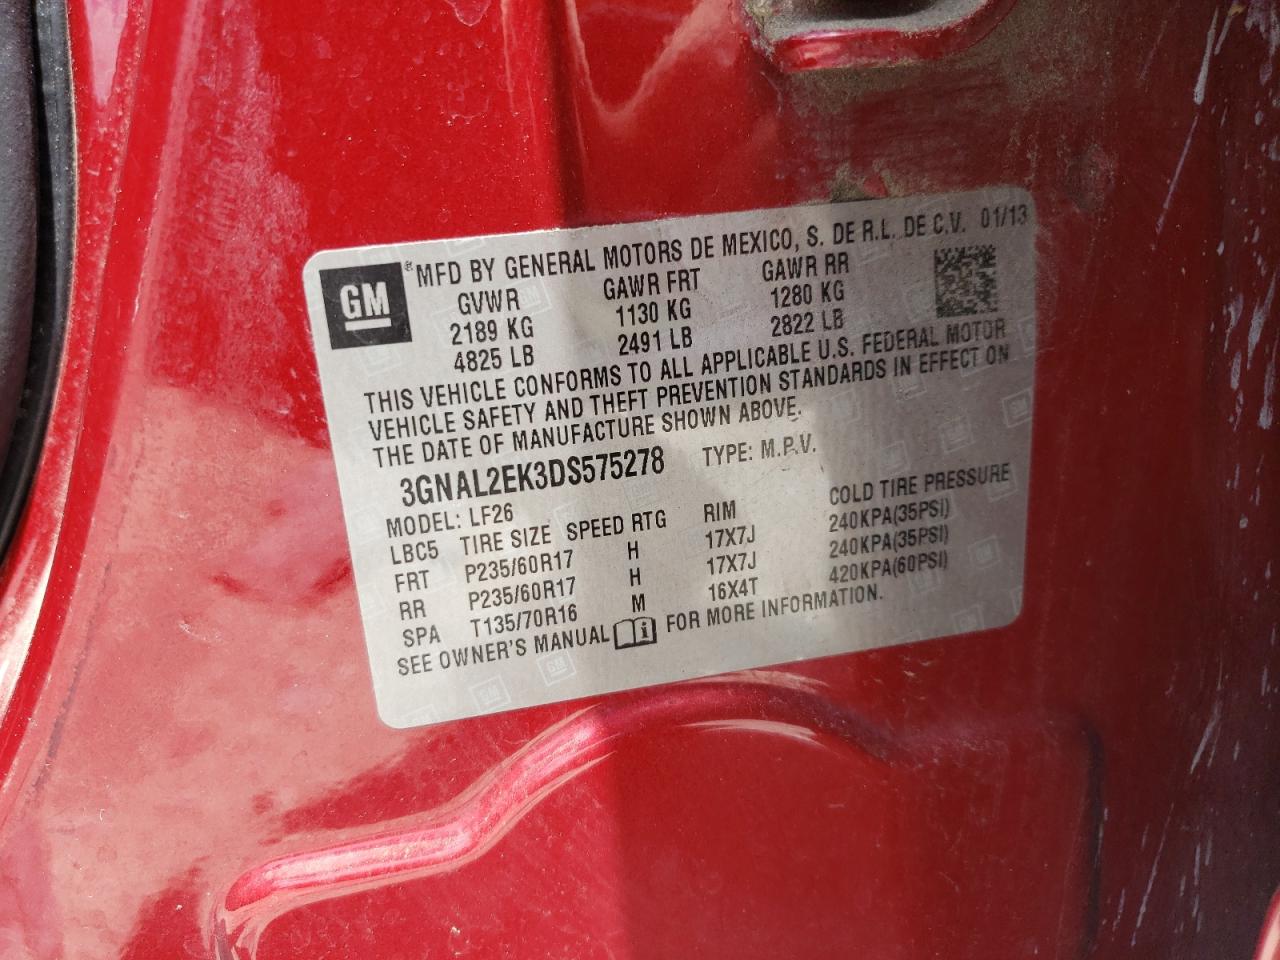 GM ® MFD BY GENERAL MOTORS DE MEXICO, S. DE R.L. DE C.V. 01/13
GVWR GAWR FRT GAWR RR
2189 KG 1130 KG 1280 KG
4825 LB 2491 LB 2822 LB
THIS VEHICLE CONFORMS TO ALL APPLICABLE U.S. FEDERAL MOTOR
VEHICLE SAFETY AND THEFT PREVENTION STANDARDS IN EFFECT ON
THE DATE OF MANUFACTURE SHOWN ABOVE.
3GNAL2EK3DS575278 TYPE: M.P.V.
MODEL: LF26
LBC5 TIRE SIZE SPEED RTG RIM COLD TIRE PRESSURE
FRT P235/60R17 H 17X7J 240KPA(35PSI)
RR P235/60R17 H 17X7J 240KPA(35PSI)
SPA T135/70R16 M 16X4T 420KPA(60PSI)
SEE OWNER'S MANUAL i FOR MORE INFORMATION.